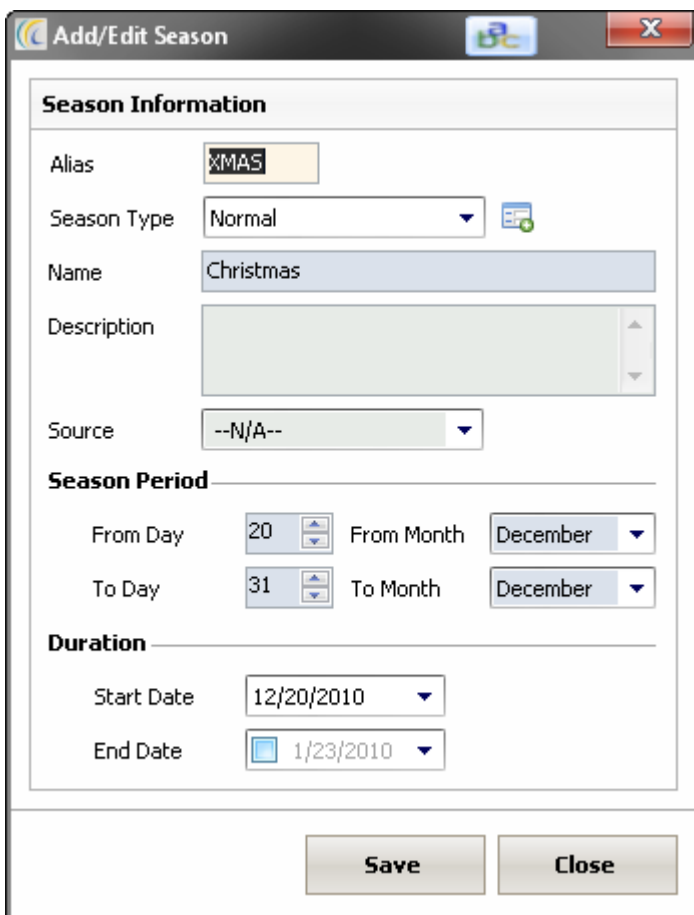 Add/Edit Season
bac
Season Information
Alias XMAS
Season Type Normal
Name Christmas
Description
Source --N/A--
Season Period
From Day 20 From Month December
To Day 31 To Month December
Duration
Start Date 12/20/2010
End Date 1/23/2010
Save Close